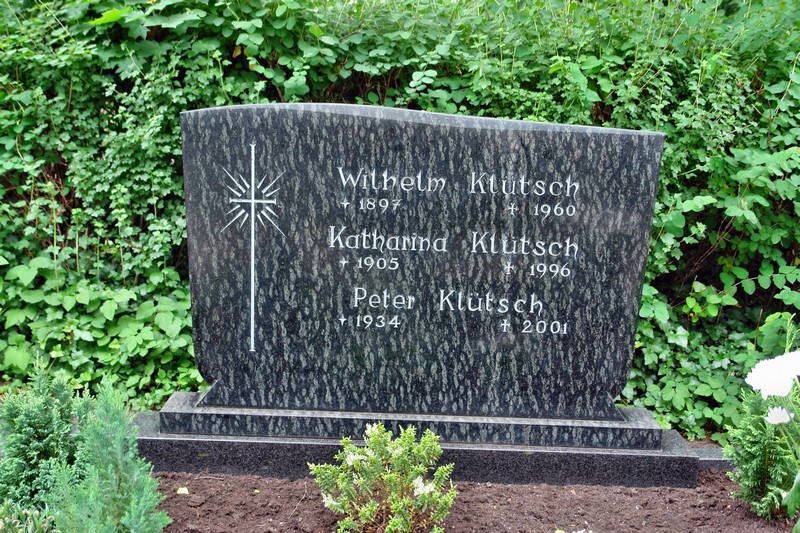 Wilhelm Klütsch
* 1897 ✝ 1960
Katharina Klütsch
* 1905 ✝ 1996
Peter Klütsch
* 1934 ✝ 2001